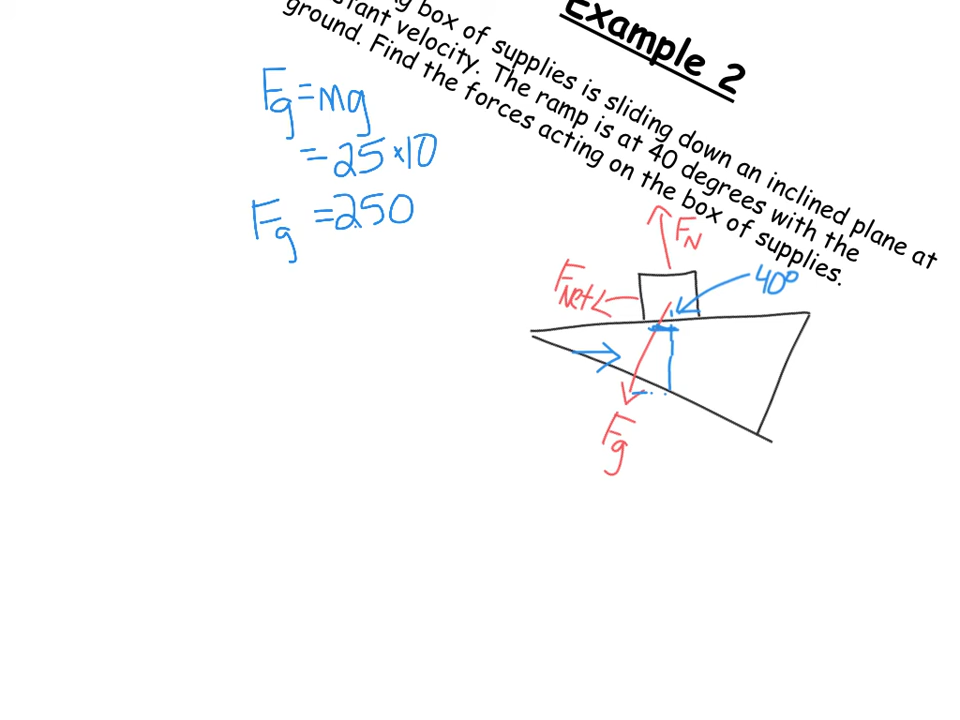 Example 2
box of supplies is sliding down an inclined plane at
velocity. The ramp is at 40 degrees with the
ground. Find the forces acting on the box of supplies.
Fg=mg
=25×10
Fg=250
FN
FNet
40°
Fg